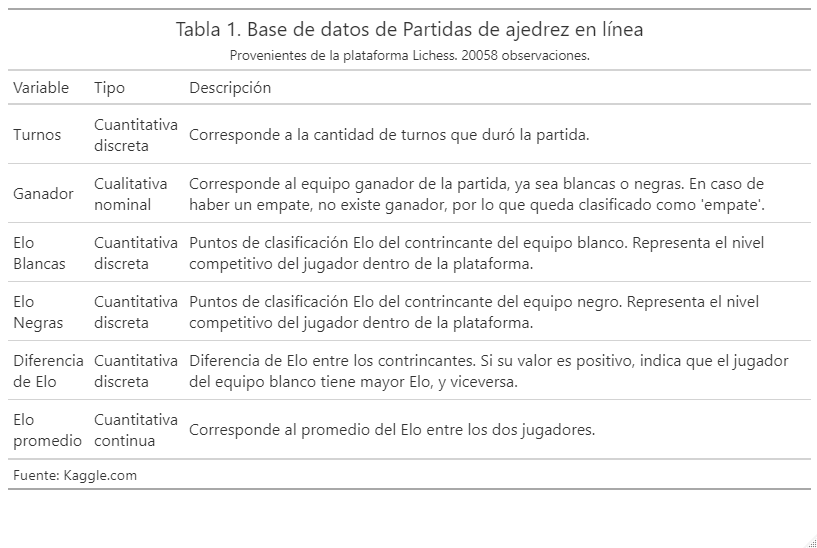 Tabla 1. Base de datos de Partidas de ajedrez en línea
Provenientes de la plataforma Lichess. 20058 observaciones.
Variable Tipo Descripción
Turnos Cuantitativa discreta Corresponde a la cantidad de turnos que duró la partida.
Ganador Cualitativa nominal Corresponde al equipo ganador de la partida, ya sea blancas o negras. En caso de
haber un empate, no existe ganador, por lo que queda clasificado como 'empate'.
Elo Blancas Cuantitativa discreta Puntos de clasificación Elo del contrincante del equipo blanco. Representa el nivel
competitivo del jugador dentro de la plataforma.
Elo Negras Cuantitativa discreta Puntos de clasificación Elo del contrincante del equipo negro. Representa el nivel
competitivo del jugador dentro de la plataforma.
Diferencia de Elo Cuantitativa discreta Diferencia de Elo entre los contrincantes. Si su valor es positivo, indica que el jugador
del equipo blanco tiene mayor Elo, y viceversa.
Elo promedio Cuantitativa continua Corresponde al promedio del Elo entre los dos jugadores.
Fuente: Kaggle.com